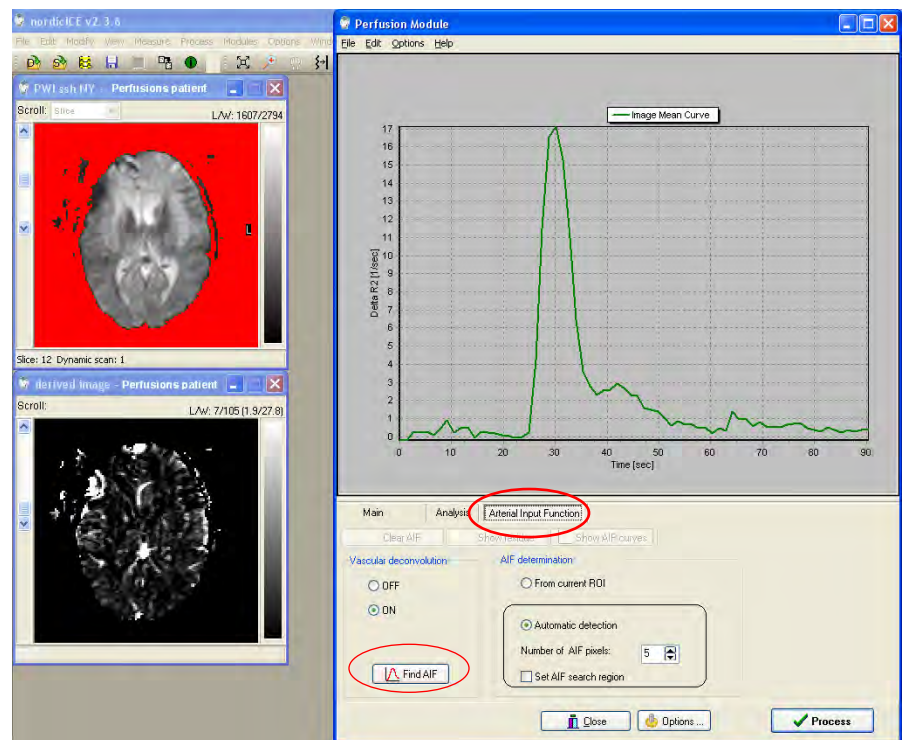 nordicICE v2.3.6
File Edit Modify View Measure Process Modules Options Wind
PWI ssh NY - Perfusions patient
Scroll: Slice
L/W: 1607/2794
L
Slice: 12 Dynamic scan: 1
derived Image - Perfusions patient
Scroll:
L/W: 7/105 (1.9/27.8)
Perfusion Module
File Edit Options Help
Image Mean Curve
17
16
15
14
13
12
11
10
9
8
7
6
5
4
3
2
1
0
Delta R2 [1/sec]
0 10 20 30 40 50 60 70 80 90
Time [sec]
Main Analysis Arterial Input Function
Clear AIF Show residue Show AIF curves
Vascular deconvolution
OFF
ON
Find AIF
AIF determination
From current ROI
Automatic detection
Number of AIF pixels: 5
Set AIF search region
Close Options ... Process